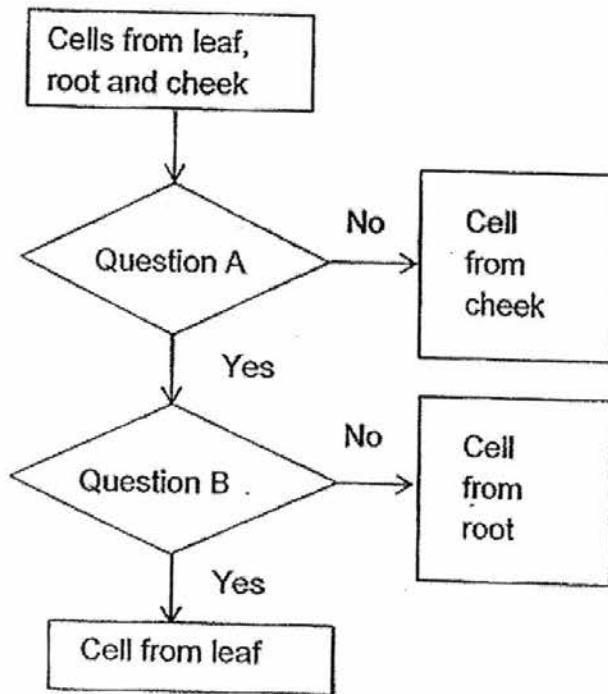 Cells from leaf,
root and cheek
Question A
No
Cell
from
cheek
Yes
Question B
No
Cell
from
root
Yes
Cell from leaf